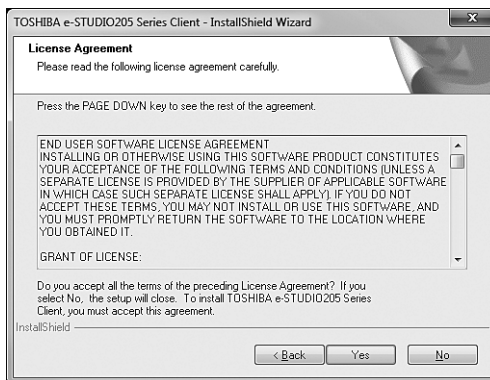 TOSHIBA e-STUDIO205 Series Client - InstallShield Wizard
X
License Agreement
Please read the following license agreement carefully.
Press the PAGE DOWN key to see the rest of the agreement.
END USER SOFTWARE LICENSE AGREEMENT
INSTALLING OR OTHERWISE USING THIS SOFTWARE PRODUCT CONSTITUTES
YOUR ACCEPTANCE OF THE FOLLOWING TERMS AND CONDITIONS (UNLESS A
SEPARATE LICENSE IS PROVIDED BY THE SUPPLIER OF APPLICABLE SOFTWARE
IN WHICH CASE SUCH SEPARATE LICENSE SHALL APPLY). IF YOU DO NOT
ACCEPT THESE TERMS, YOU MAY NOT INSTALL OR USE THIS SOFTWARE, AND
YOU MUST PROMPTLY RETURN THE SOFTWARE TO THE LOCATION WHERE
YOU OBTAINED IT.
GRANT OF LICENSE:
Do you accept all the terms of the preceding License Agreement? If you
select No, the setup will close. To install TOSHIBA e-STUDIO205 Series
Client, you must accept this agreement.
InstallShield
< Back Yes No